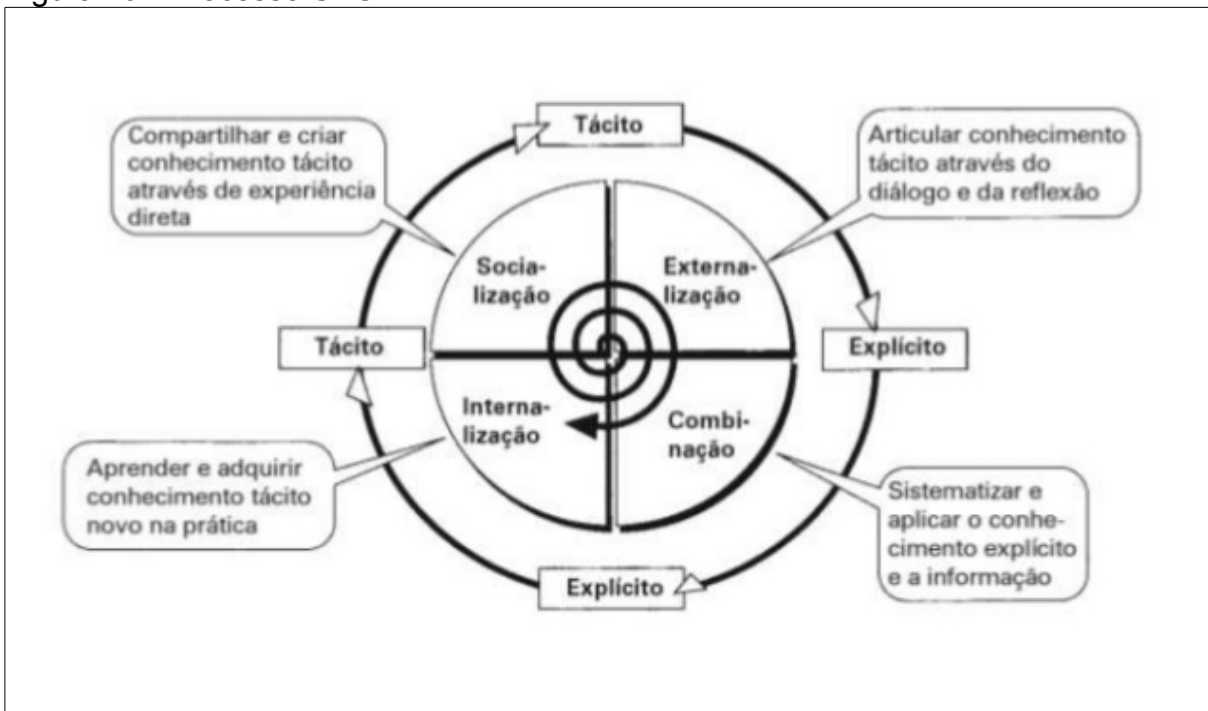 Tácito
Compartilhar e criar
conhecimento tácito
através de experiência
direta
Articular conhecimento
tácito através do
diálogo e da reflexão
Socia-
lização
Externa-
lização
Tácito
Explícito
Interna-
lização
Combi-
nação
Aprender e adquirir
conhecimento tácito
novo na prática
Sistematizar e
aplicar o conhe-
cimento explícito
e a informação
Explícito